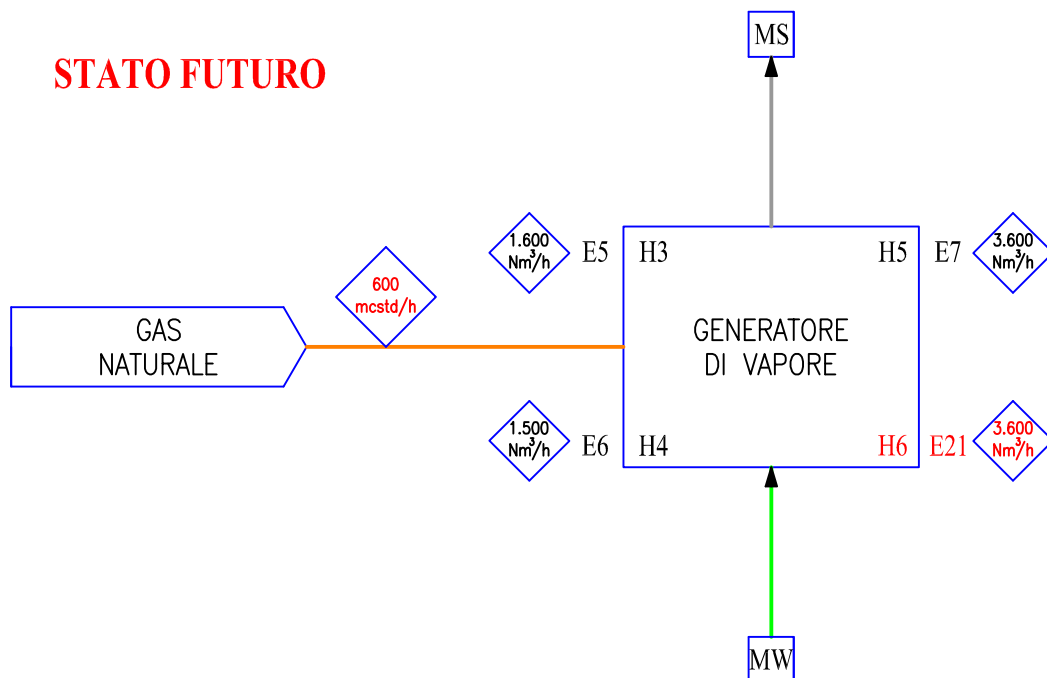 MS
STATO FUTURO
1.600
Nm³/h
E5
H3
H5
E7
3.600
Nm³/h
600
mcstd/h
GAS
NATURALE
GENERATORE
DI VAPORE
1.500
Nm³/h
E6
H4
H6
E21
3.600
Nm³/h
MW